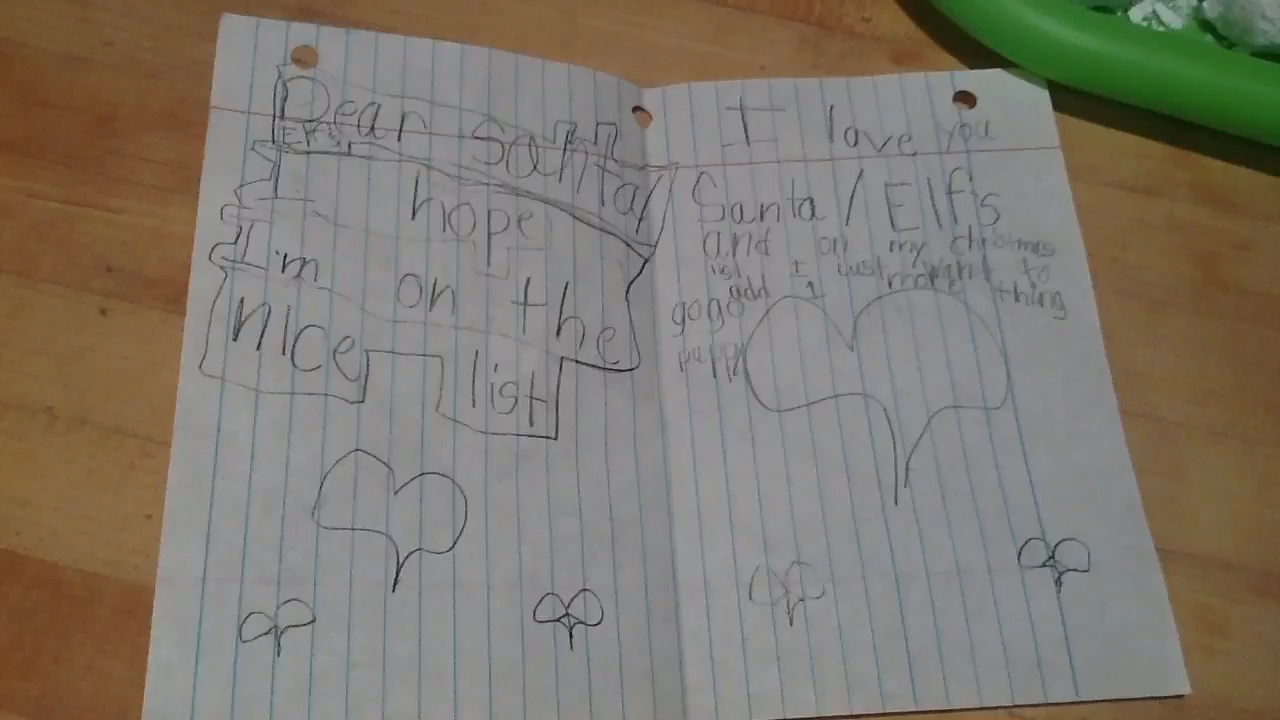 Dear Santa/
Elfs
I hope
I'm on the
nice list
I love you
Santa / Elfs
and on my christmas
list I just want to
add 1 more thing
gogo
puppy